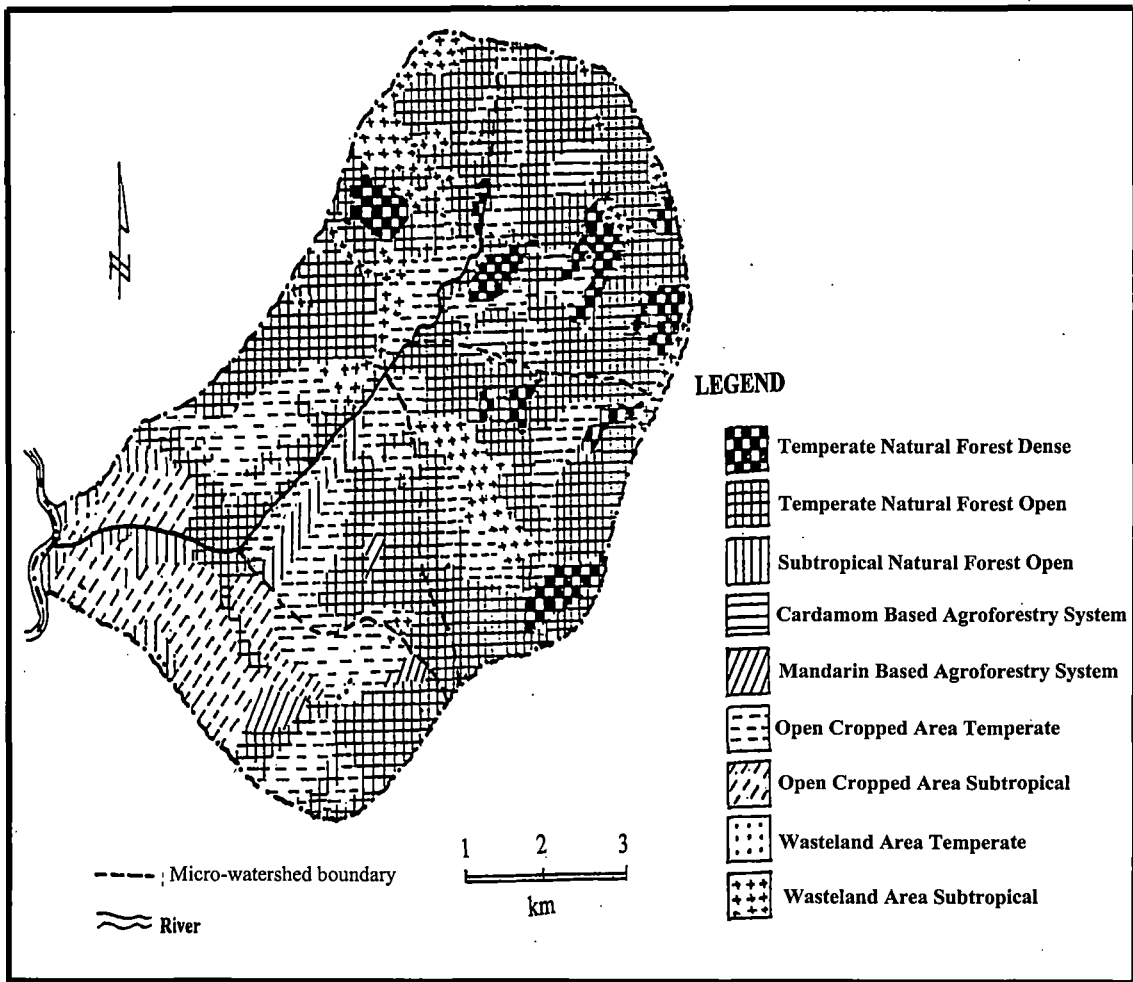 N
LEGEND
Temperate Natural Forest Dense
Temperate Natural Forest Open
Subtropical Natural Forest Open
Cardamom Based Agroforestry System
Mandarin Based Agroforestry System
Open Cropped Area Temperate
Open Cropped Area Subtropical
Wasteland Area Temperate
Wasteland Area Subtropical
1 2 3
km
Micro-watershed boundary
River